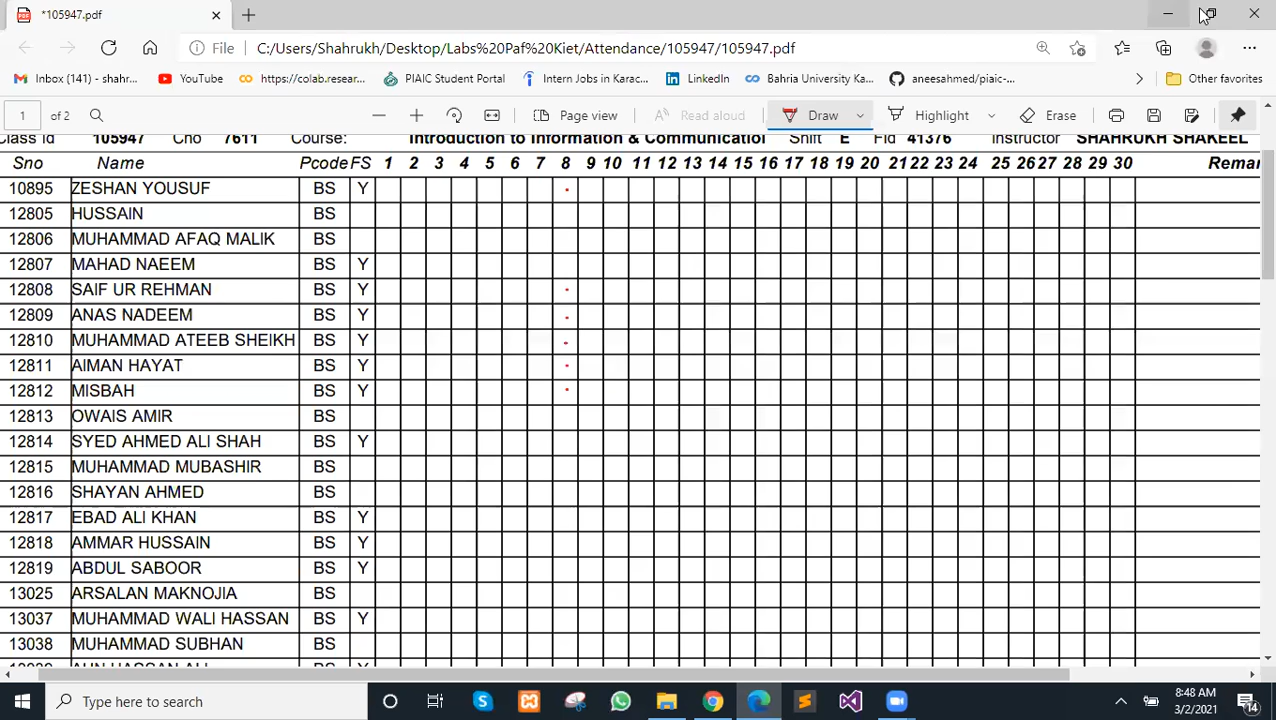 *105947.pdf
File C:/Users/Shahrukh/Desktop/Labs%20Paf%20Kiet/Attendance/105947/105947.pdf
Inbox (141) - shahr... YouTube https://colab.resear... PIAIC Student Portal Intern Jobs in Karac... LinkedIn Bahria University Ka... aneesahmed/piaic-... Other favorites
1 of 2 Page view Read aloud Draw Highlight Erase
Class Id 105947 Cno 7611 Course: Introduction to Information & Communication Shift E Fid 41376 Instructor SHAHRUKH SHAKEEL
Sno Name Pcode FS 1 2 3 4 5 6 7 8 9 10 11 12 13 14 15 16 17 18 19 20 21 22 23 24 25 26 27 28 29 30 Remar
10895 ZESHAN YOUSUF BS Y
12805 HUSSAIN BS
12806 MUHAMMAD AFAQ MALIK BS
12807 MAHAD NAEEM BS Y
12808 SAIF UR REHMAN BS Y
12809 ANAS NADEEM BS Y
12810 MUHAMMAD ATEEB SHEIKH BS Y
12811 AIMAN HAYAT BS Y
12812 MISBAH BS Y
12813 OWAIS AMIR BS
12814 SYED AHMED ALI SHAH BS Y
12815 MUHAMMAD MUBASHIR BS
12816 SHAYAN AHMED BS
12817 EBAD ALI KHAN BS Y
12818 AMMAR HUSSAIN BS Y
12819 ABDUL SABOOR BS Y
13025 ARSALAN MAKNOJIA BS
13037 MUHAMMAD WALI HASSAN BS Y
13038 MUHAMMAD SUBHAN BS
Type here to search
8:48 AM
3/2/2021
14